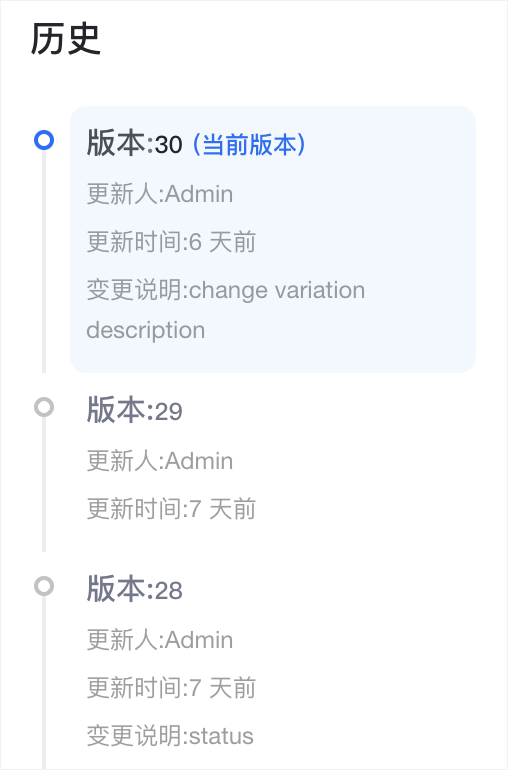 历史
版本:30 (当前版本)
更新人:Admin
更新时间:6 天前
变更说明:change variation
description
版本:29
更新人:Admin
更新时间:7 天前
版本:28
更新人:Admin
更新时间:7 天前
变更说明:status